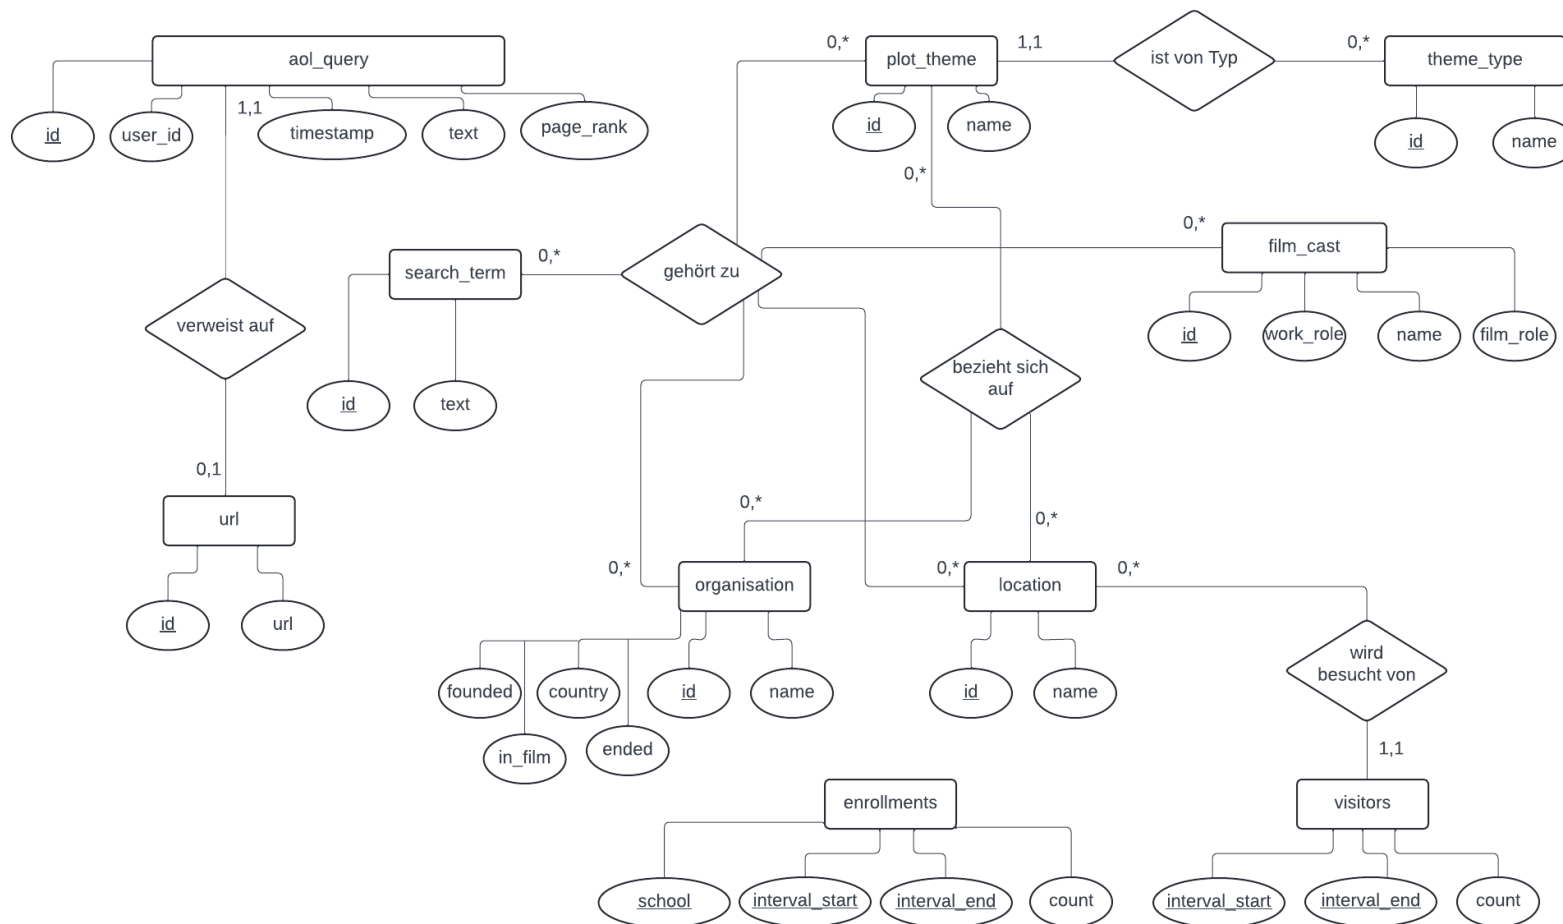 aol_query
0,*
plot_theme
1,1
ist von Typ
0,*
theme_type
1,1
id
user_id
timestamp
text
page_rank
id
name
id
name
0,*
0,*
film_cast
search_term
0,*
gehört zu
verweist auf
id
work_role
name
film_role
bezieht sich
auf
id
text
0,1
0,*
0,*
url
0,*
organisation
0,*
location
0,*
id
url
wird
besucht von
founded
country
id
name
id
name
in_film
ended
1,1
enrollments
visitors
school
interval_start
interval_end
count
interval_start
interval_end
count